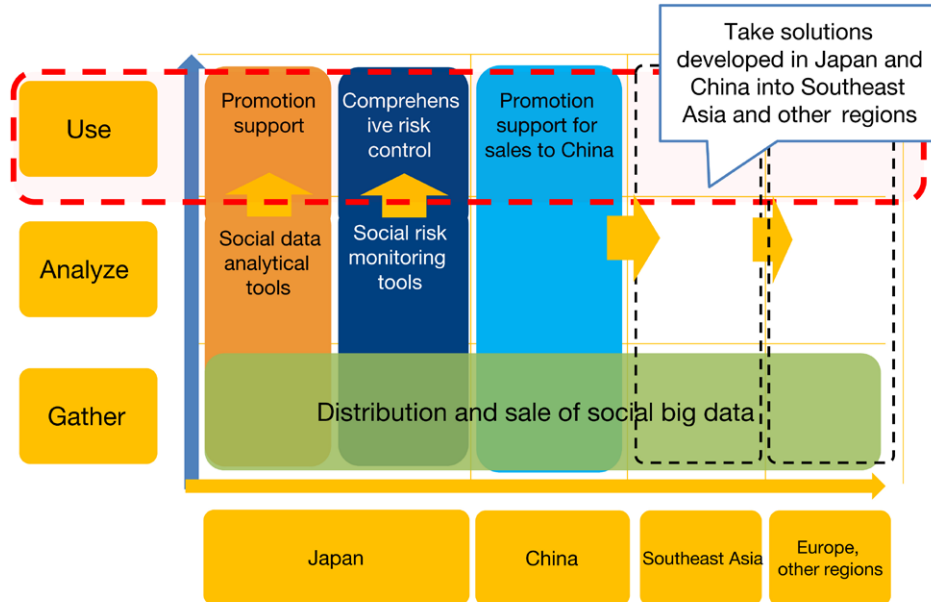 Take solutions
developed in Japan and
China into Southeast
Asia and other regions
Use
Promotion
support
Comprehens
ive risk
control
Promotion
support for
sales to China
Analyze
Social data
analytical
tools
Social risk
monitoring
tools
Gather
Distribution and sale of social big data
Japan
China
Southeast Asia
Europe,
other regions